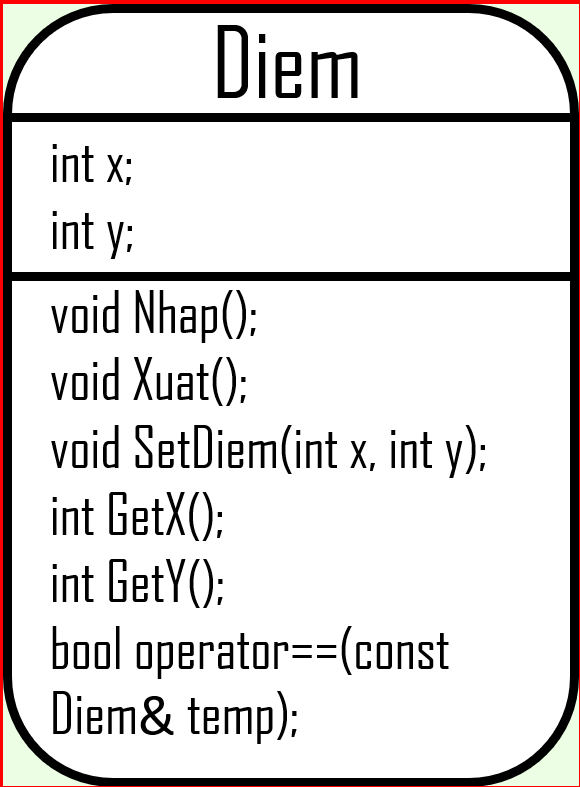 Diem
int x;
int y;
void Nhap();
void Xuat();
void SetDiem(int x, int y);
int GetX();
int GetY();
bool operator==(const
Diem& temp);